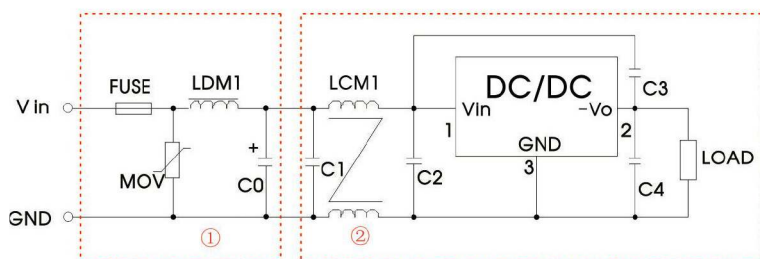 FUSE
LDM1
LCM1
DC/DC
C3
Vin
Vin
-Vo
1
2
GND
3
MOV
+
C0
C1
C2
C4
LOAD
GND
①
②